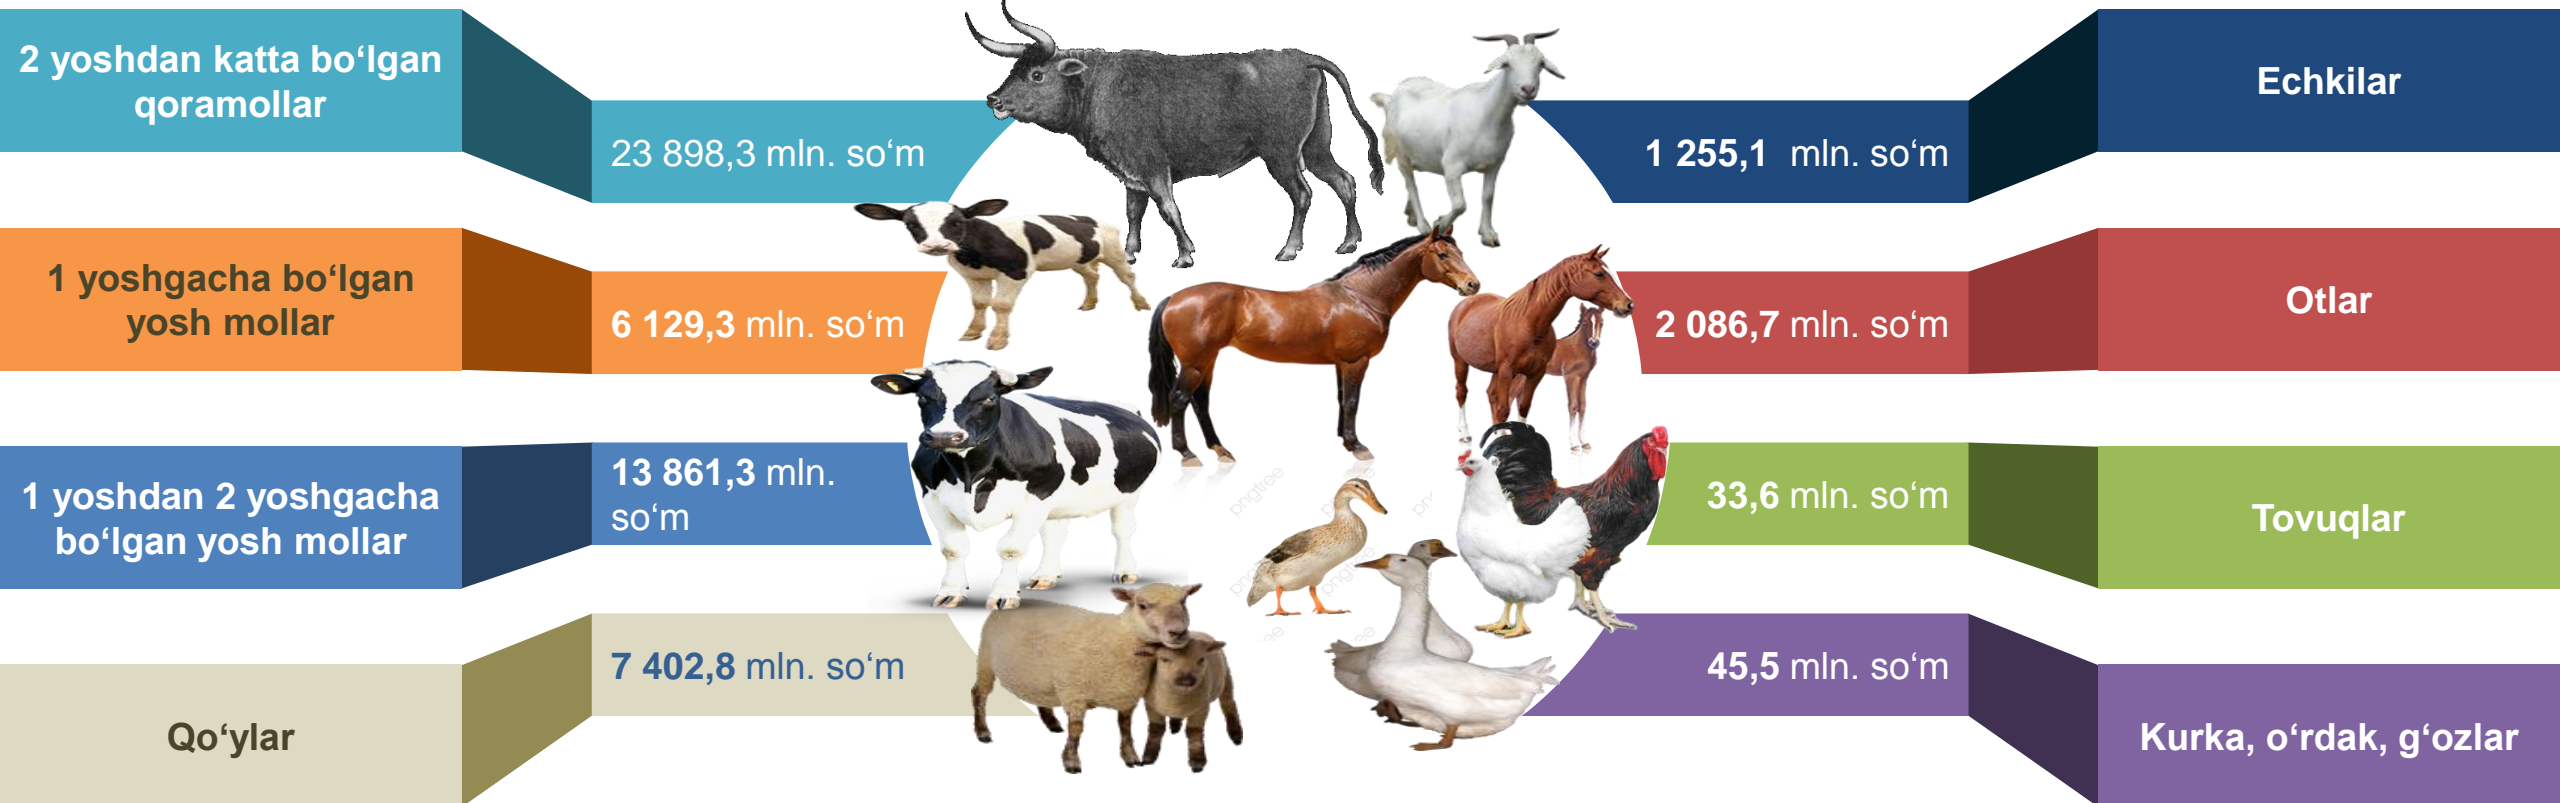 2 yoshdan katta bo‘lgan
qoramollar
23 898,3 mln. so‘m
1 yoshgacha bo‘lgan
yosh mollar
6 129,3 mln. so‘m
1 yoshdan 2 yoshgacha
bo‘lgan yosh mollar
13 861,3 mln.
so‘m
Qo‘ylar
7 402,8 mln. so‘m
Echkilar
1 255,1 mln. so‘m
Otlar
2 086,7 mln. so‘m
Tovuqlar
33,6 mln. so‘m
Kurka, o‘rdak, g‘ozlar
45,5 mln. so‘m
pngtree